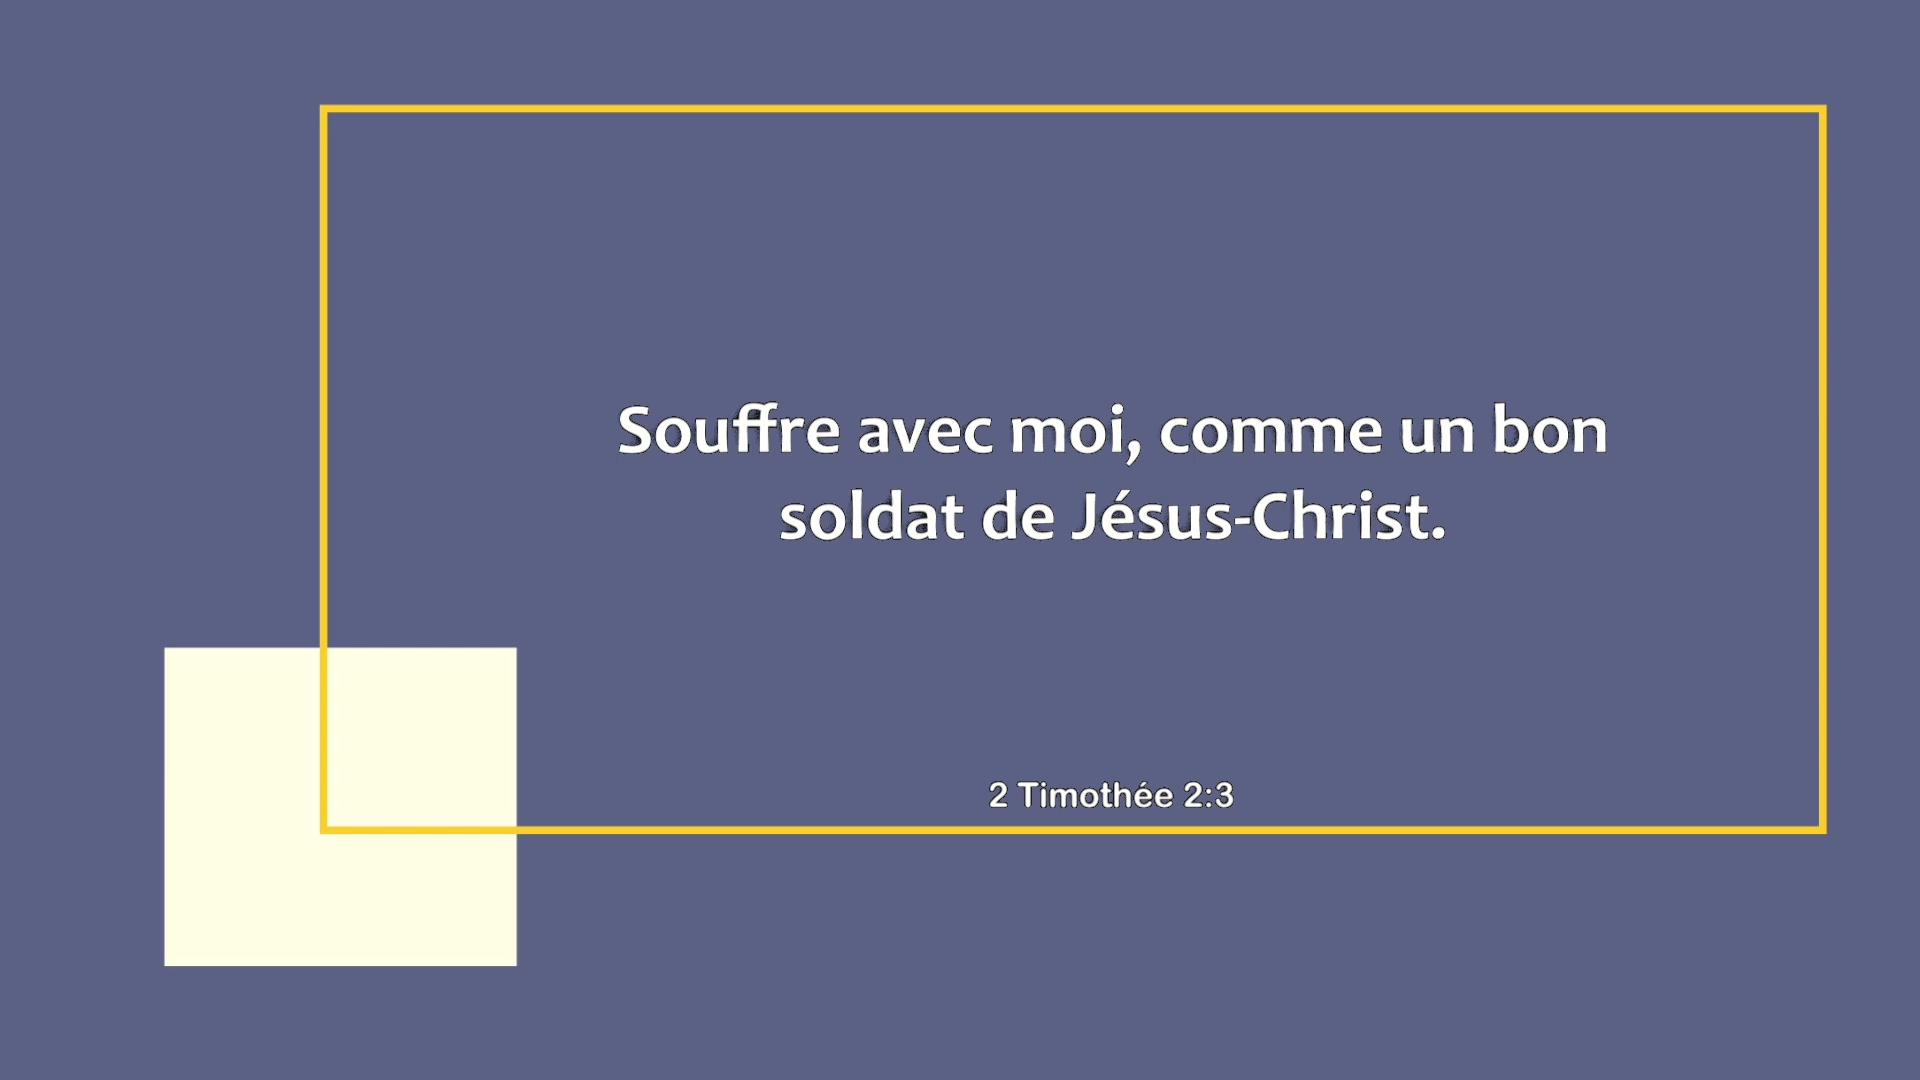 Souffre avec moi, comme un bon
soldat de Jésus-Christ.
2 Timothée 2:3